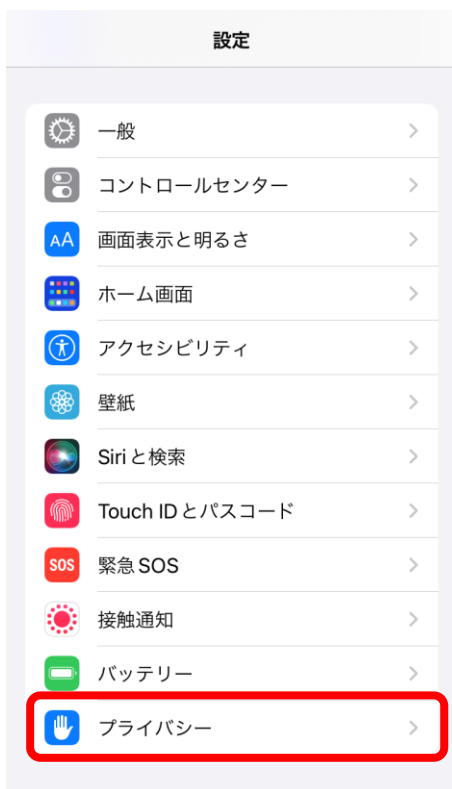 設定
一般
コントロールセンター
AA 画面表示と明るさ
ホーム画面
アクセシビリティ
壁紙
Siriと検索
Touch IDとパスコード
SOS 緊急SOS
接触通知
バッテリー
プライバシー